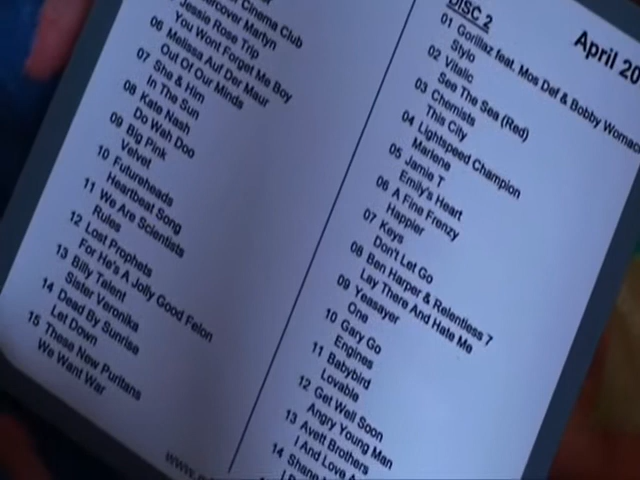 Cinema Club
Undercover Martyn
Jessie Rose Trip
You Wont Forget Me Boy
06 Melissa Auf Der Maur
Out Of Our Minds
07 She & Him
In The Sun
08 Kate Nash
Do Wah Doo
09 Big Pink
Velvet
10 Futureheads
Heartbeat Song
11 We Are Scientists
Rules
12 Lost Prophets
For He's A Jolly Good Felon
13 Billy Talent
Sister Veronika
14 Dead By Sunrise
Let Down
15 These New Puritans
We Want War
April 20
DISC 2
01 Gorillaz feat. Mos Def & Bobby Womac
Stylo
02 Vitalic
See The Sea (Red)
03 Chemists
This City
04 Lightspeed Champion
Marlene
05 Jamie T
Emily's Heart
06 A Fine Frenzy
Happier
07 Keys
Don't Let Go
08 Ben Harper & Relentless 7
Lay There And Hate Me
09 Yeasayer
One
10 Gary Go
Engines
11 Babybird
Lovable
12 Get Well Soon
Angry Young Man
13 Avett Brothers
I And Love A
14 Shane
www.